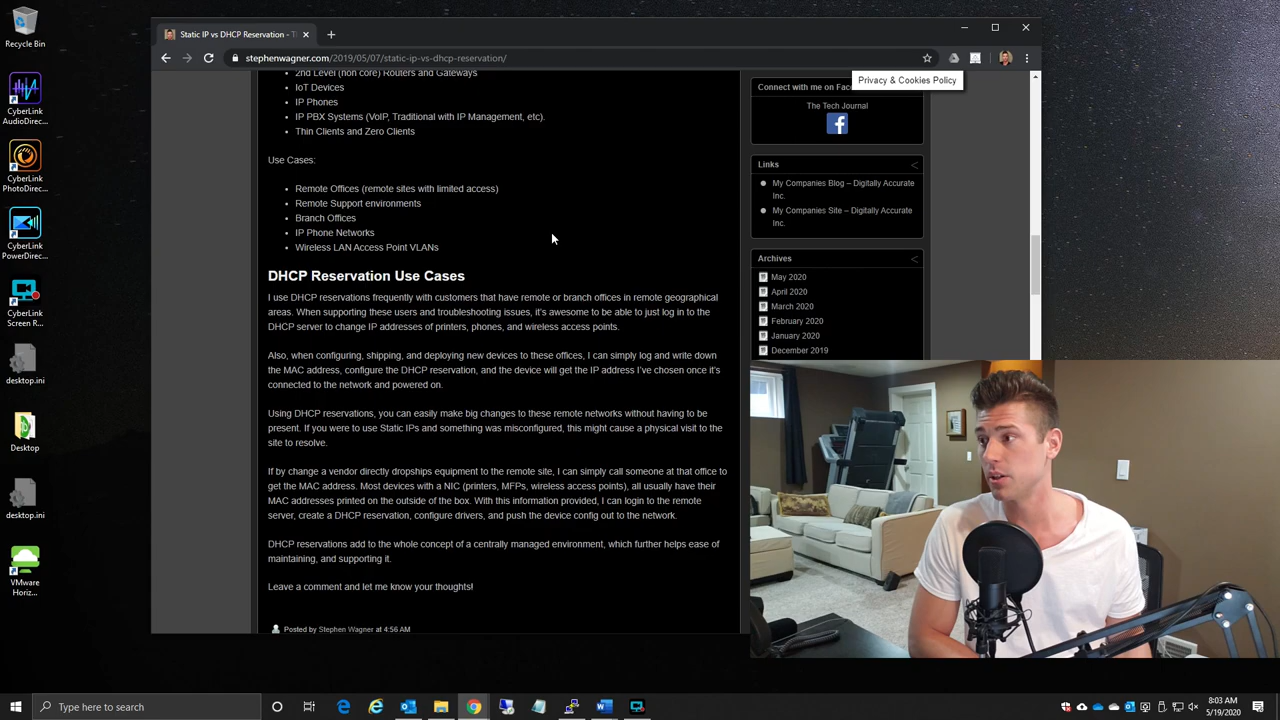 Recycle Bin
CyberLink
AudioDirec...
CyberLink
PhotoDirec...
CyberLink
PowerDirec...
CyberLink
Screen R...
desktop.ini
Desktop
desktop.ini
VMware
Horiz...
Static IP vs DHCP Reservation - T
stephenwagner.com/2019/05/07/static-ip-vs-dhcp-reservation/
2nd Level (non core) Routers and Gateways
IoT Devices
IP Phones
IP PBX Systems (VoIP, Traditional with IP Management, etc).
Thin Clients and Zero Clients
Use Cases:
Remote Offices (remote sites with limited access)
Remote Support environments
Branch Offices
IP Phone Networks
Wireless LAN Access Point VLANs
DHCP Reservation Use Cases
I use DHCP reservations frequently with customers that have remote or branch offices in remote geographical
areas. When supporting these users and troubleshooting issues, it's awesome to be able to just log in to the
DHCP server to change IP addresses of printers, phones, and wireless access points.
Also, when configuring, shipping, and deploying new devices to these offices, I can simply log and write down
the MAC address, configure the DHCP reservation, and the device will get the IP address I've chosen once it's
connected to the network and powered on.
Using DHCP reservations, you can easily make big changes to these remote networks without having to be
present. If you were to use Static IPs and something was misconfigured, this might cause a physical visit to the
site to resolve.
If by change a vendor directly dropships equipment to the remote site, I can simply call someone at that office to
get the MAC address. Most devices with a NIC (printers, MFPs, wireless access points), all usually have their
MAC addresses printed on the outside of the box. With this information provided, I can login to the remote
server, create a DHCP reservation, configure drivers, and push the device config out to the network.
DHCP reservations add to the whole concept of a centrally managed environment, which further helps ease of
maintaining, and supporting it.
Leave a comment and let me know your thoughts!
Posted by Stephen Wagner at 4:56 AM
Privacy & Cookies Policy
Connect with me on Fac
The Tech Journal
Links
My Companies Blog – Digitally Accurate
Inc.
My Companies Site – Digitally Accurate
Inc.
Archives
May 2020
April 2020
March 2020
February 2020
January 2020
December 2019
Type here to search
8:03 AM
5/19/2020